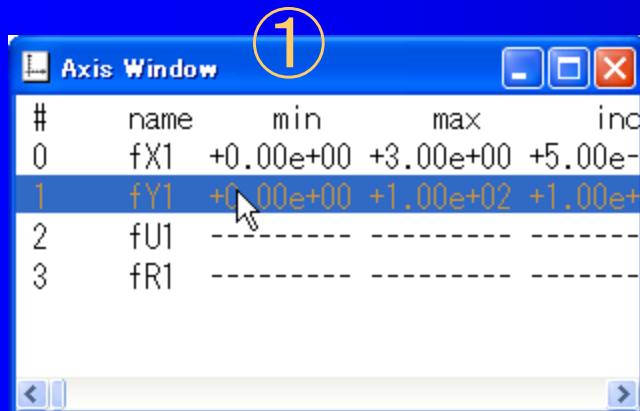 ①
Axis Window
# name min max inc
0 fX1 +0.00e+00 +3.00e+00 +5.00e-
1 fY1 +0.00e+00 +1.00e+02 +1.00e+
2 fU1 --------- --------- -------
3 fR1 --------- --------- -------